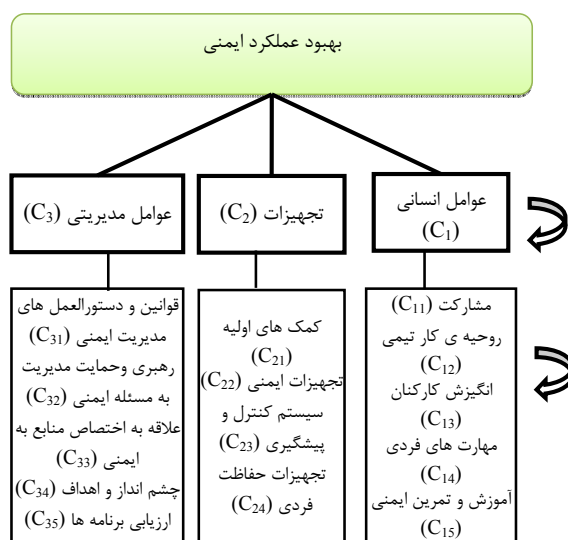 بهبود عملکرد ایمنی
عوامل انسانی
(C1)
تجهیزات (C2)
عوامل مدیریتی (C3)
مشارکت (C11)
روحیه ی کار تیمی
(C12)
انگیزش کارکنان
(C13)
مهارت های فردی
(C14)
آموزش و تمرین ایمنی
(C15)
کمک های اولیه
(C21)
تجهیزات ایمنی (C22)
سیستم کنترل و
پیشگیری (C23)
تجهیزات حفاظت
فردی (C24)
قوانین و دستورالعمل های
مدیریت ایمنی (C31)
رهبری وحمایت مدیریت
به مسئله ایمنی (C32)
علاقه به اختصاص منابع به
ایمنی (C33)
چشم انداز و اهداف (C34)
ارزیابی برنامه ها (C35)